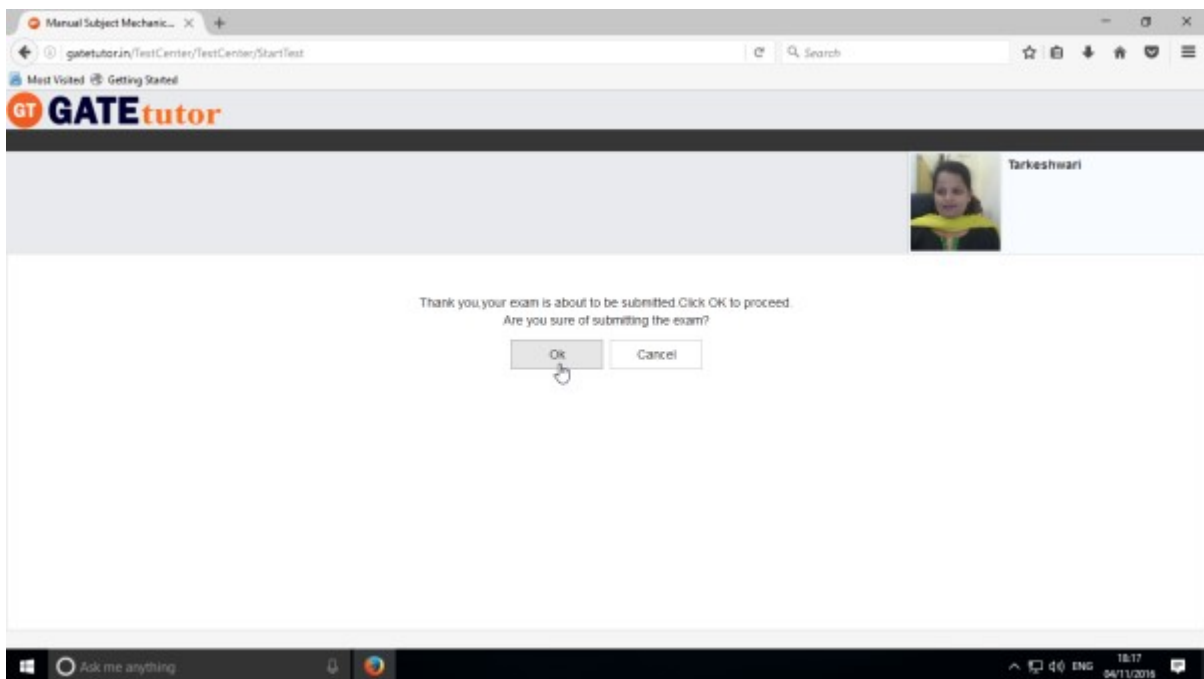 Manual Subject Mechanic...
gatetutor.in/TestCenter/TestCenter/StartTest
Search
Most Visited Getting Started
GT GATEtutor
Tarkeshwari
Thank you,your exam is about to be submitted.Click OK to proceed.
Are you sure of submitting the exam?
Ok Cancel
Ask me anything
ENG
18:17
04/11/2016